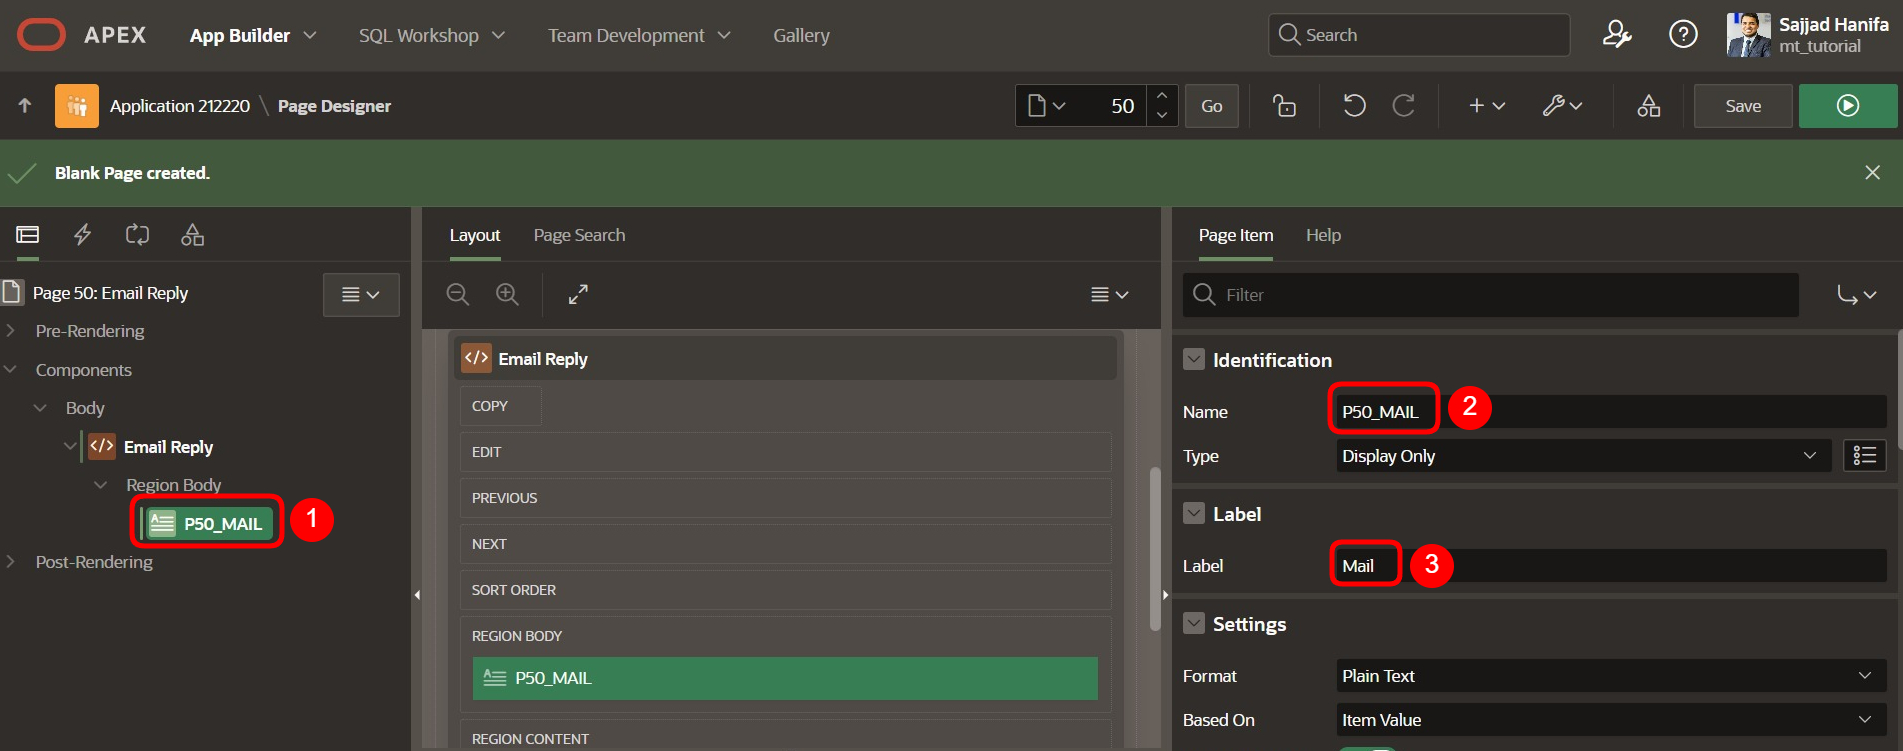 APEX App Builder SQL Workshop Team Development Gallery Search Sajjad Hanifa
mt_tutorial
Application 212220 \ Page Designer 50 Go Save
Blank Page created.
Layout Page Search
Page 50: Email Reply
Pre-Rendering
Components
Body
</> Email Reply
Region Body
P50_MAIL 1
Post-Rendering
</> Email Reply
COPY
EDIT
PREVIOUS
NEXT
SORT ORDER
REGION BODY
P50_MAIL
REGION CONTENT
Page Item Help
Filter
Identification
Name P50_MAIL 2
Type Display Only
Label
Label Mail 3
Settings
Format Plain Text
Based On Item Value